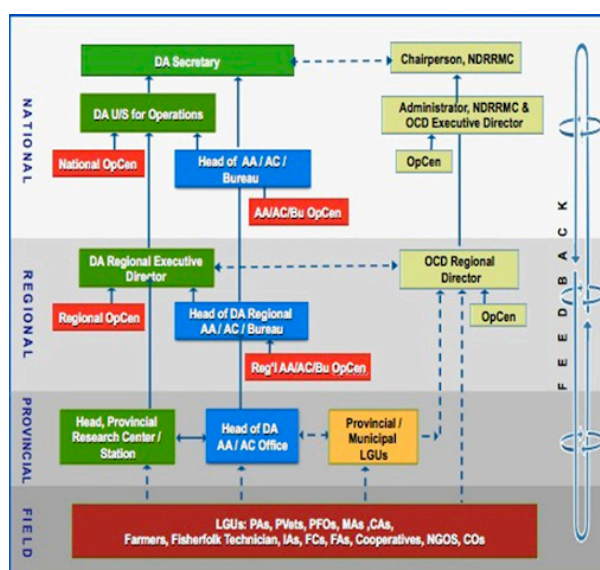 NATIONAL
DA Secretary
Chairperson, NDRRMC
DA U/S for Operations
Administrator, NDRRMC &
OCD Executive Director
National OpCen
Head of AA / AC /
Bureau
OpCen
AA/AC/Bu OpCen
REGIONAL
DA Regional Executive
Director
OCD Regional
Director
Regional OpCen
Head of DA Regional
AA / AC / Bureau
OpCen
Reg'l AA/AC/Bu OpCen
PROVINCIAL
Head, Provincial
Research Center /
Station
Head of DA
AA / AC Office
Provincial /
Municipal
LGUs
FIELD
LGUs: PAs, PVets, PFOs, MAs ,CAs,
Farmers, Fisherfolk Technician, IAs, FCs, FAs, Cooperatives, NGOS, COs
FEEDBACK